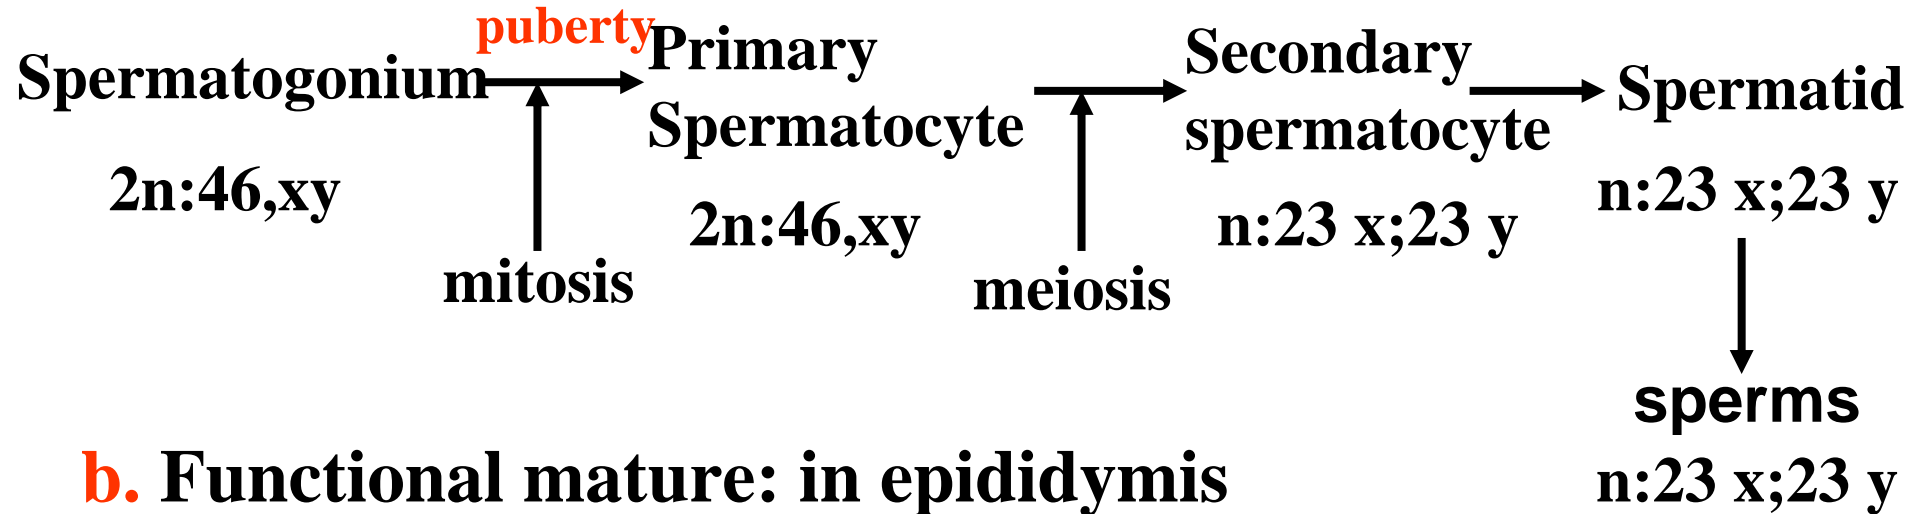 puberty
Spermatogonium
2n:46,xy
mitosis
Primary
Spermatocyte
2n:46,xy
meiosis
Secondary
spermatocyte
n:23 x;23 y
Spermatid
n:23 x;23 y
sperms
n:23 x;23 y
b. Functional mature: in epididymis